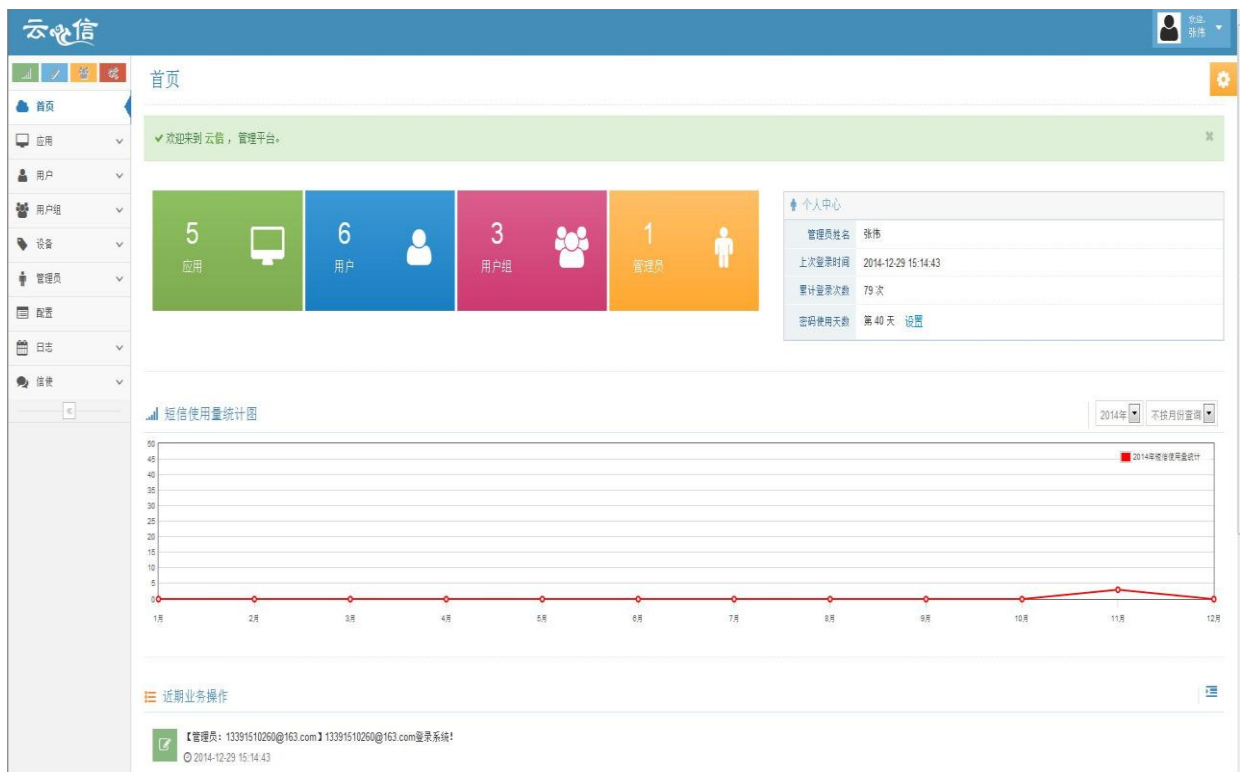 云信
欢迎,
张伟
首页
首页
应用
用户
用户组
设备
管理员
配置
日志
信使
欢迎来到 云信 , 管理平台。
5
应用
6
用户
3
用户组
1
管理员
个人中心
管理员姓名 张伟
上次登录时间 2014-12-29 15:14:43
累计登录次数 79 次
密码使用天数 第 40 天 设置
短信使用量统计图
2014年 不按月份查询
2014年短信使用量统计
50
45
40
35
30
25
20
15
10
5
0
1月 2月 3月 4月 5月 6月 7月 8月 9月 10月 11月 12月
近期业务操作
【管理员: 13391510260@163.com】13391510260@163.com登录系统!
2014-12-29 15:14:43